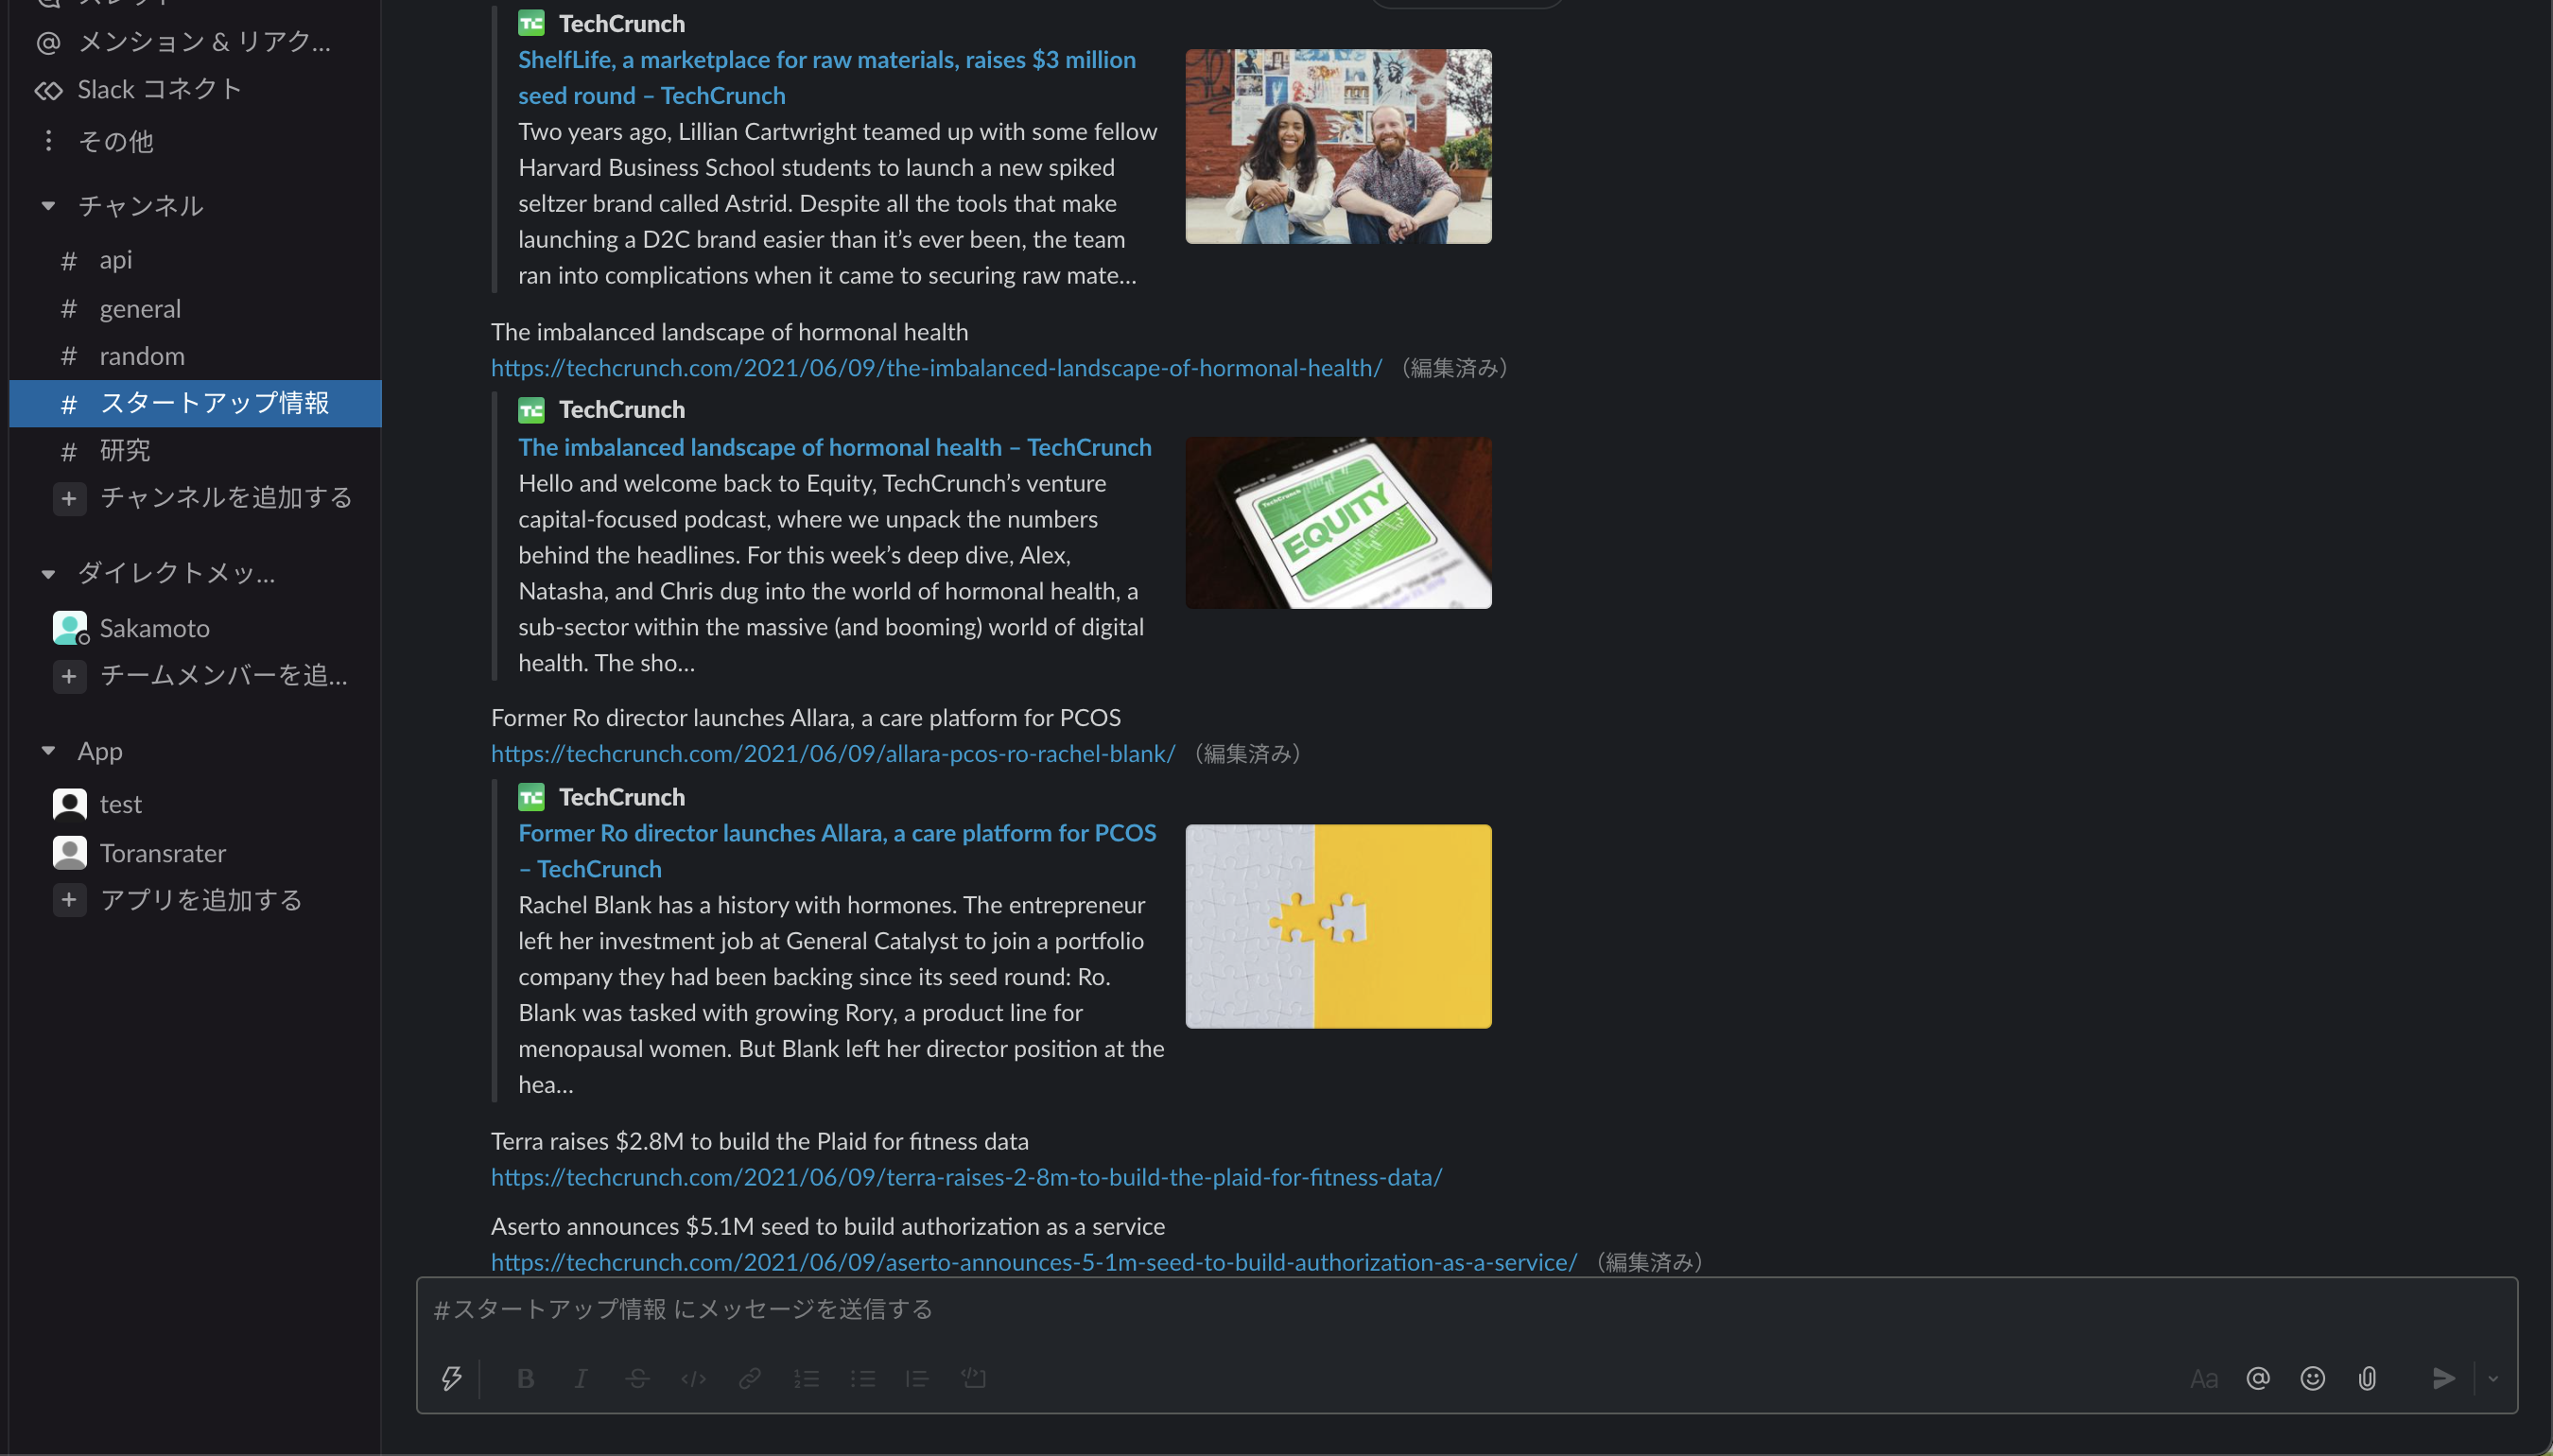 メンション & リアク...
Slack コネクト
その他
チャンネル
# api
# general
# random
# スタートアップ情報
# 研究
+ チャンネルを追加する
ダイレクトメッ...
Sakamoto
+ チームメンバーを追...
App
test
Toransrater
+ アプリを追加する
TechCrunch
ShelfLife, a marketplace for raw materials, raises $3 million
seed round – TechCrunch
Two years ago, Lillian Cartwright teamed up with some fellow
Harvard Business School students to launch a new spiked
seltzer brand called Astrid. Despite all the tools that make
launching a D2C brand easier than it’s ever been, the team
ran into complications when it came to securing raw mate...
The imbalanced landscape of hormonal health
https://techcrunch.com/2021/06/09/the-imbalanced-landscape-of-hormonal-health/ （編集済み）
TechCrunch
The imbalanced landscape of hormonal health – TechCrunch
Hello and welcome back to Equity, TechCrunch’s venture
capital-focused podcast, where we unpack the numbers
behind the headlines. For this week’s deep dive, Alex,
Natasha, and Chris dug into the world of hormonal health, a
sub-sector within the massive (and booming) world of digital
health. The sho...
EQUITY
Former Ro director launches Allara, a care platform for PCOS
https://techcrunch.com/2021/06/09/allara-pcos-ro-rachel-blank/ （編集済み）
TechCrunch
Former Ro director launches Allara, a care platform for PCOS
– TechCrunch
Rachel Blank has a history with hormones. The entrepreneur
left her investment job at General Catalyst to join a portfolio
company they had been backing since its seed round: Ro.
Blank was tasked with growing Rory, a product line for
menopausal women. But Blank left her director position at the
hea...
Terra raises $2.8M to build the Plaid for fitness data
https://techcrunch.com/2021/06/09/terra-raises-2-8m-to-build-the-plaid-for-fitness-data/
Aserto announces $5.1M seed to build authorization as a service
https://techcrunch.com/2021/06/09/aserto-announces-5-1m-seed-to-build-authorization-as-a-service/ （編集済み）
#スタートアップ情報 にメッセージを送信する
B I S </> Aa @